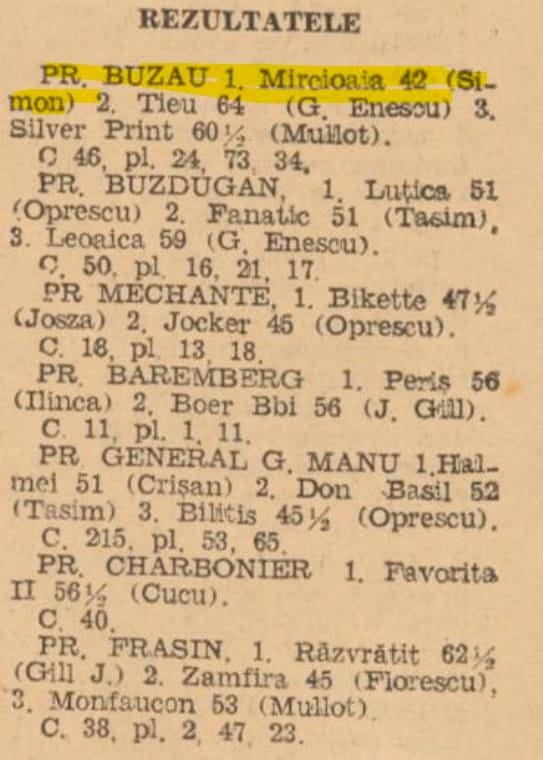 REZULTATELE
PR. BUZAU 1. Mircioaia 42 (Si-
mon) 2. Tieu 64 (G. Enescu) 3.
Silver Print 60½ (Mullot).
C 46, pl. 24, 73, 34.
PR. BUZDUGAN, 1. Luțica 51
(Oprescu) 2. Fanatic 51 (Tasim),
3. Leoaica 59 (G. Enescu).
C. 50, pl. 16, 21, 17.
PR MECHANTE, 1. Bikette 47½
(Josza) 2. Jocker 45 (Oprescu).
C. 18, pl. 13, 18.
PR. BAREMBERG 1. Periș 56
(Ilinca) 2. Boer Bbi 56 (J. Gill).
C. 11, pl. 1, 11.
PR. GENERAL G. MANU 1.Hal-
mei 51 (Crișan) 2. Don Basil 52
(Tasim) 3. Bilitis 45½ (Oprescu).
C. 215, pl. 53, 65.
PR. CHARBONIER 1. Favorita
II 56½ (Cucu).
C. 40.
PR. FRASIN, 1. Răzvrătit 62½
(Gill J.) 2. Zamfira 45 (Florescu),
3. Monfaucon 53 (Mullot)
C. 38, pl. 2, 47, 23.